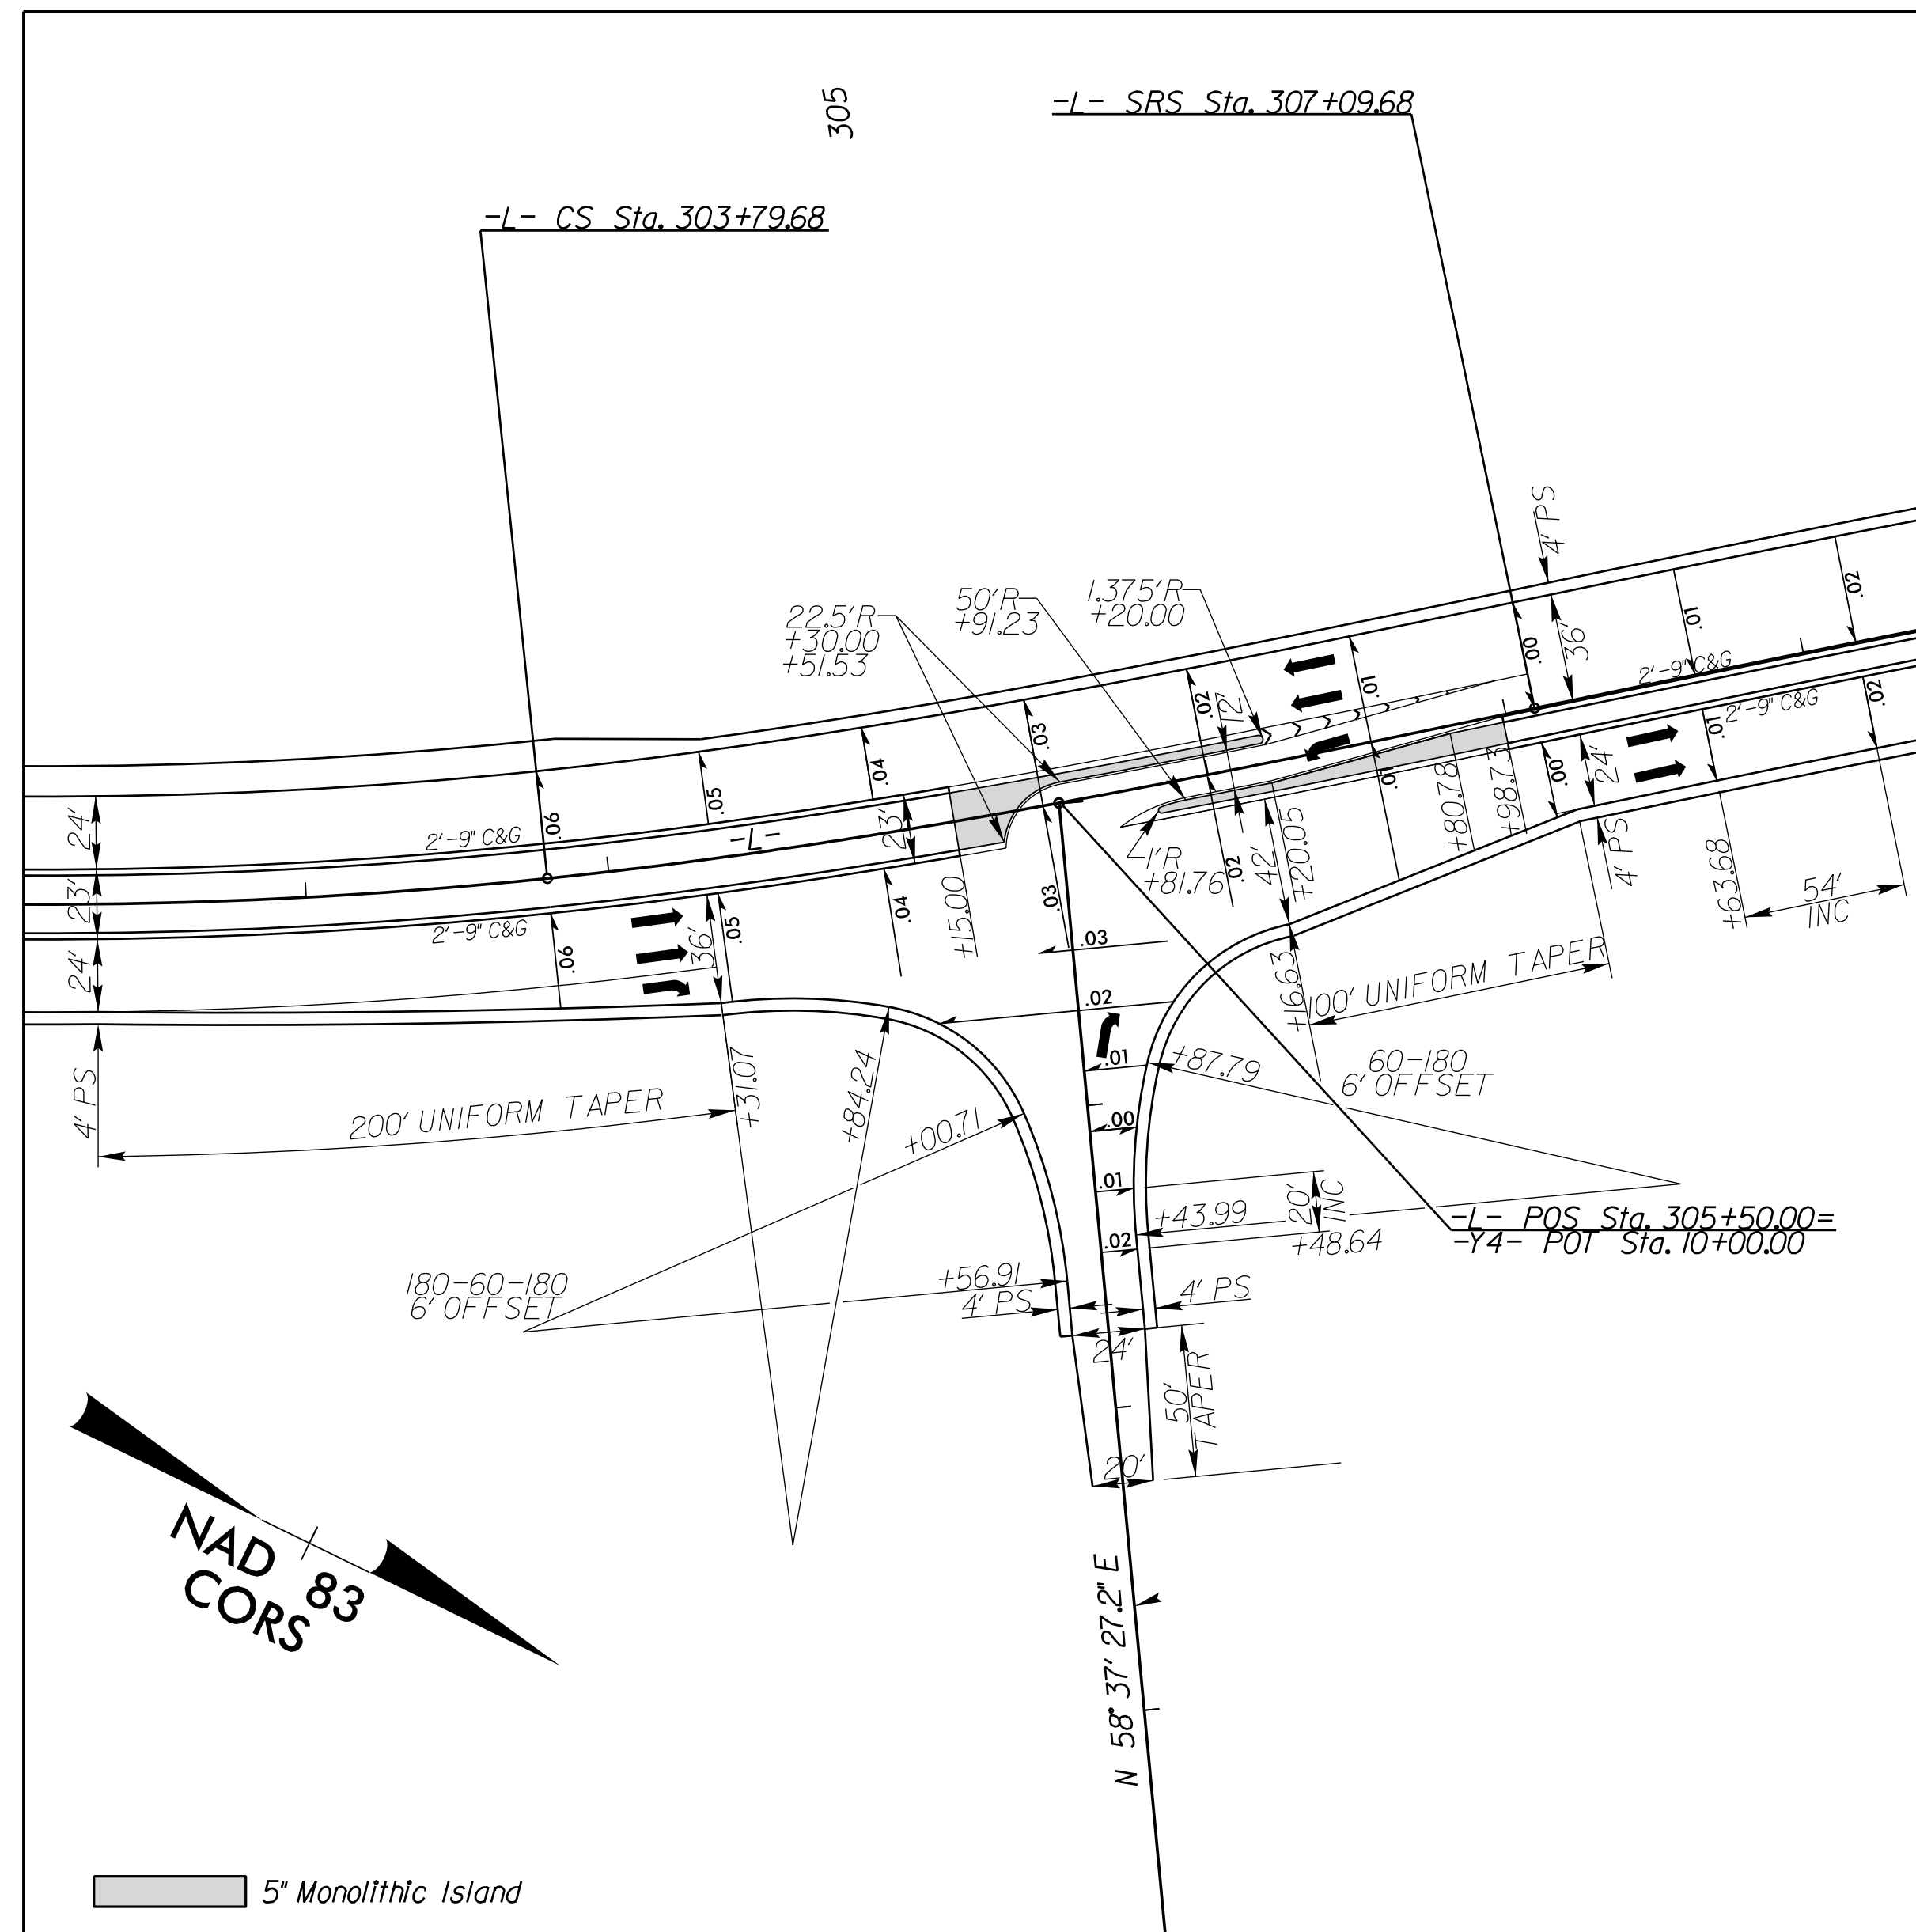 305
-L- SRS Sta. 307+09.68
-L- CS Sta. 303+79.68
4' PS
.02
36'
.01
.00
2'-9" C&G
2'-9" C&G
.02
.01
22.5'R
+30.00
+51.53
50'R
+91.23
1.375'R
+20.00
.01
.02
12'
.03
.04
.05
.06
24'
2'-9" C&G
-L-
23'
23'
2'-9" C&G
24'
.06
.05
36'
.04
+15.00
.03
1'R
+81.76
.02
42'
+20.05
.01
+80.78
+98.73
.00
24'
4' PS
+63.68
54'
INC
.03
.02
+16.63
100' UNIFORM TAPER
4' PS
200' UNIFORM TAPER
+31.07
+84.24
+00.71
.01
+87.79
60-180
6' OFFSET
.00
.01
20'
INC
+43.99
.02
+48.64
-L- POS Sta. 305+50.00=
-Y4- POT Sta. 10+00.00
180-60-180
6' OFFSET
+56.91
4' PS
4' PS
24'
50'
TAPER
20'
NAD 83
CORS
N 58° 37' 27.2" E
5" Monolithic Island